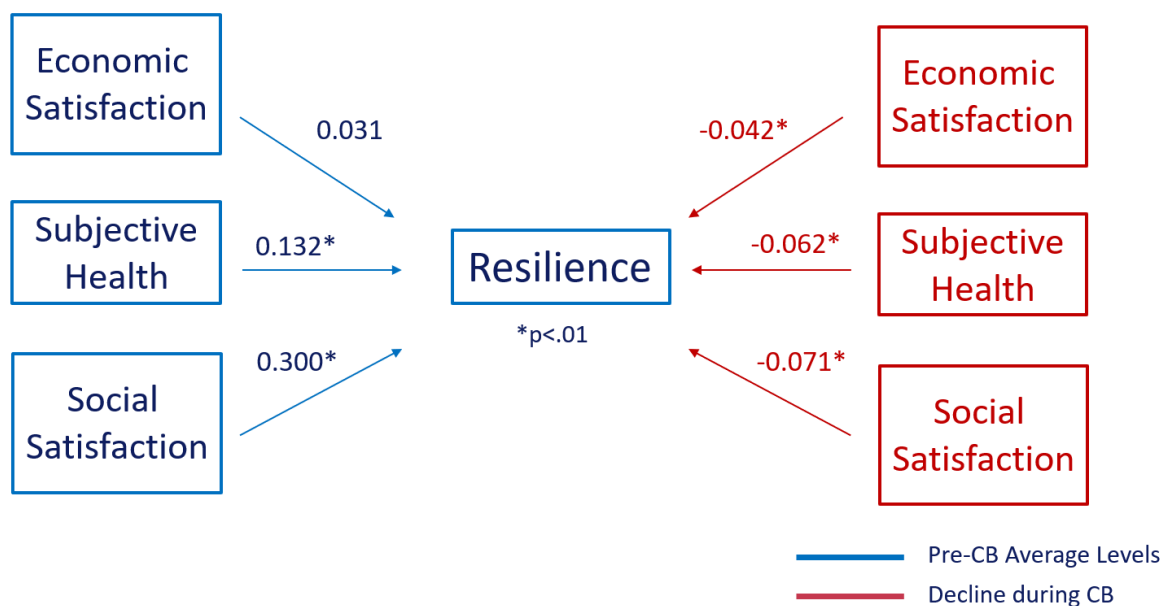 Economic
Satisfaction
0.031
Subjective
Health
0.132*
Social
Satisfaction
0.300*
Resilience
*p<.01
-0.042*
Economic
Satisfaction
-0.062*
Subjective
Health
-0.071*
Social
Satisfaction
Pre-CB Average Levels
Decline during CB